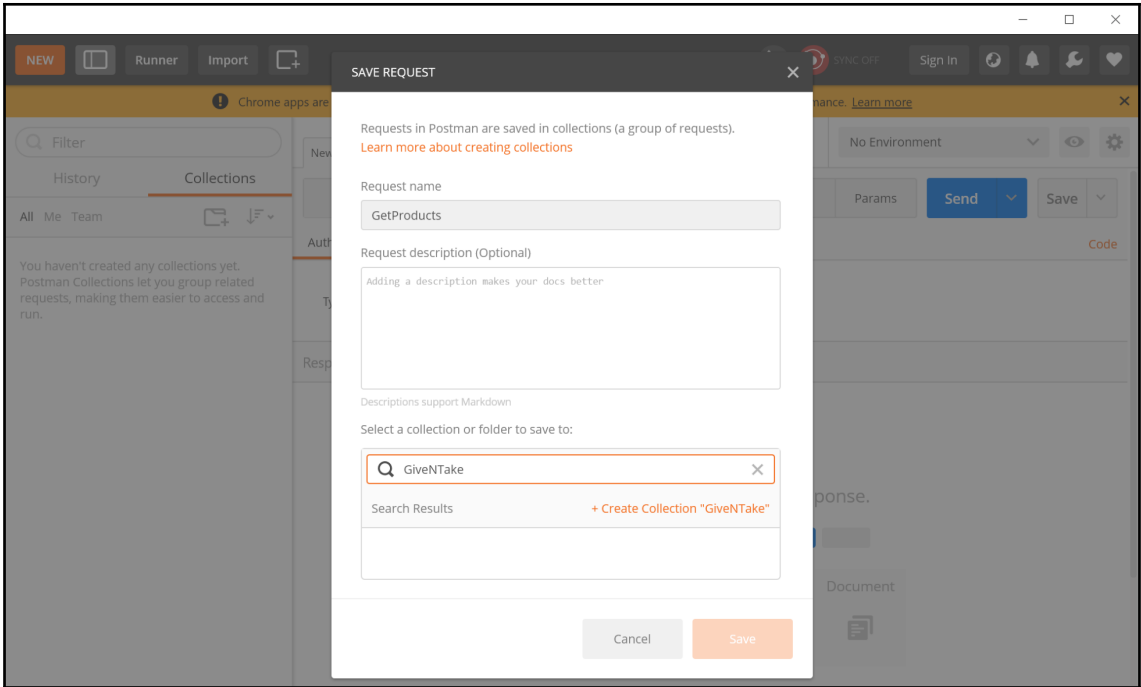 NEW
Runner
Import
SYNC OFF
Sign In
SAVE REQUEST
Chrome apps are
nance. Learn more
Filter
History
Collections
All Me Team
You haven't created any collections yet.
Postman Collections let you group related
requests, making them easier to access and
run.
New
No Environment
Params
Send
Save
Auth
Code
Ty
Resp
Requests in Postman are saved in collections (a group of requests).
Learn more about creating collections
Request name
GetProducts
Request description (Optional)
Adding a description makes your docs better
Descriptions support Markdown
Select a collection or folder to save to:
GiveNTake
Search Results
+ Create Collection "GiveNTake"
ponse.
Document
Cancel
Save